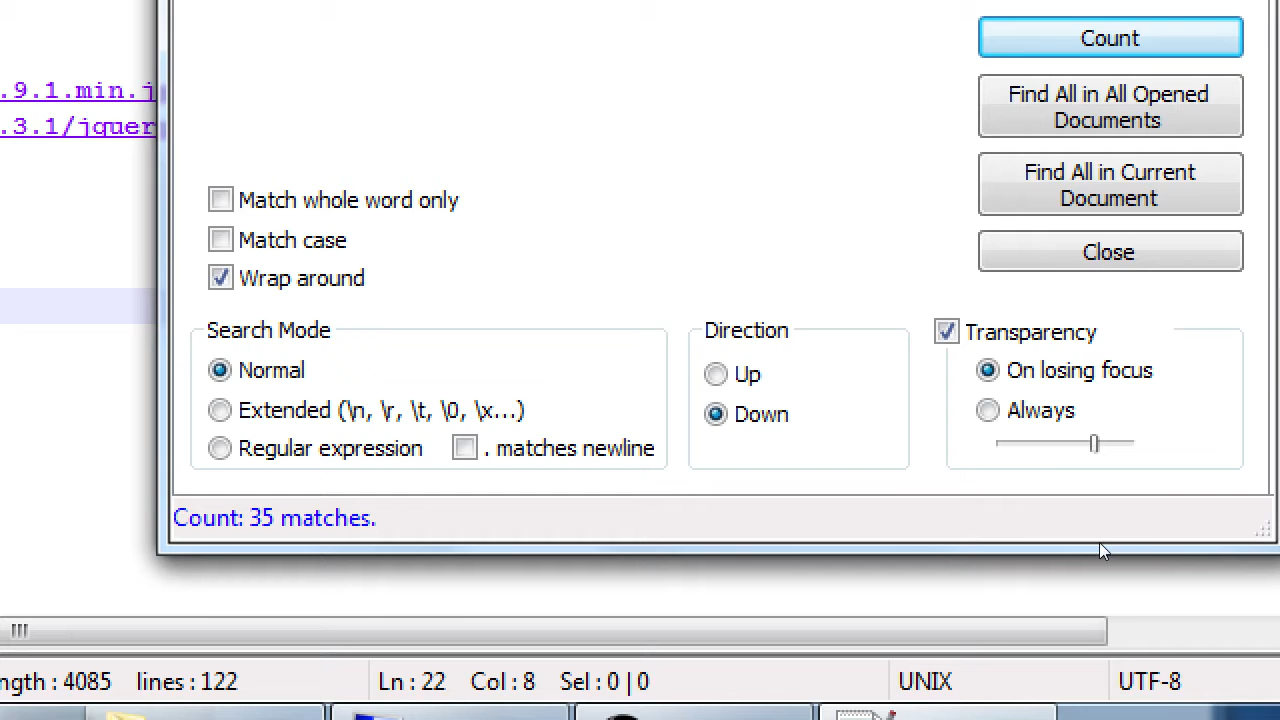 Count
.9.1.min.j
Find All in All Opened
Documents
.3.1/jquer
Find All in Current
Document
Match whole word only
Match case
Close
Wrap around
Search Mode
Direction
Transparency
Normal
Up
On losing focus
Extended (\n, \r, \t, \0, \x...)
Down
Always
Regular expression
. matches newline
Count: 35 matches.
ngth : 4085 lines : 122
Ln : 22 Col : 8 Sel : 0 | 0
UNIX
UTF-8